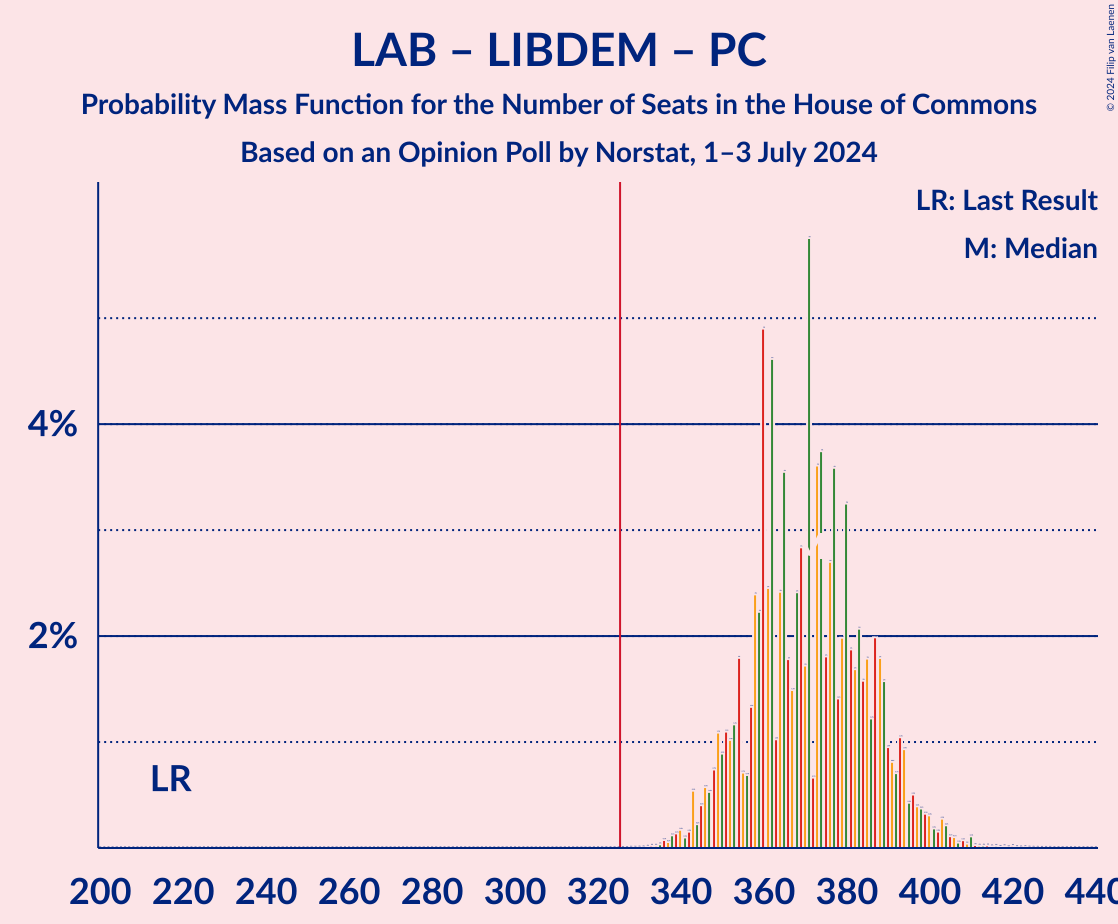 LAB – LIBDEM – PC
Probability Mass Function for the Number of Seats in the House of Commons
Based on an Opinion Poll by Norstat, 1–3 July 2024
© 2024 Filip van Laenen
LR: Last Result
M: Median
4%
2%
LR
200 220 240 260 280 300 320 340 360 380 400 420 440